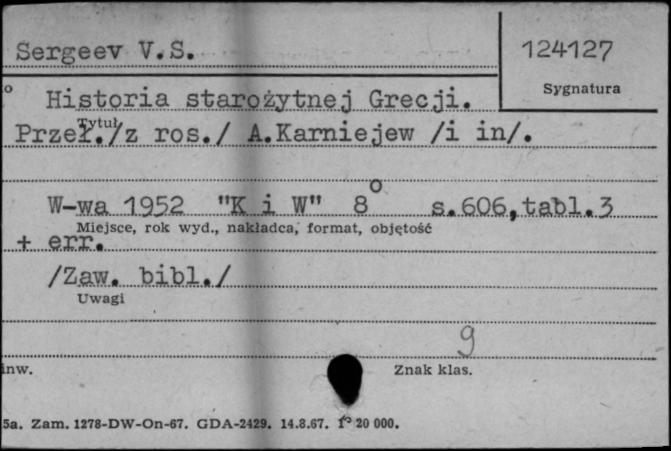 Sergeev V.S.
124127
Sygnatura
Historia starożytnej Grecji.
Tytuł
Przeł./z ros./ A.Karniejew /i in/.
W-wa 1952 "K i W" 8° s.606,tabl.3
Miejsce, rok wyd., nakładca, format, objętość
+ err.
/Zaw. bibl./
Uwagi
9
inw.
Znak klas.
5a. Zam. 1278-DW-On-67. GDA-2429. 14.8.67. 20 000.